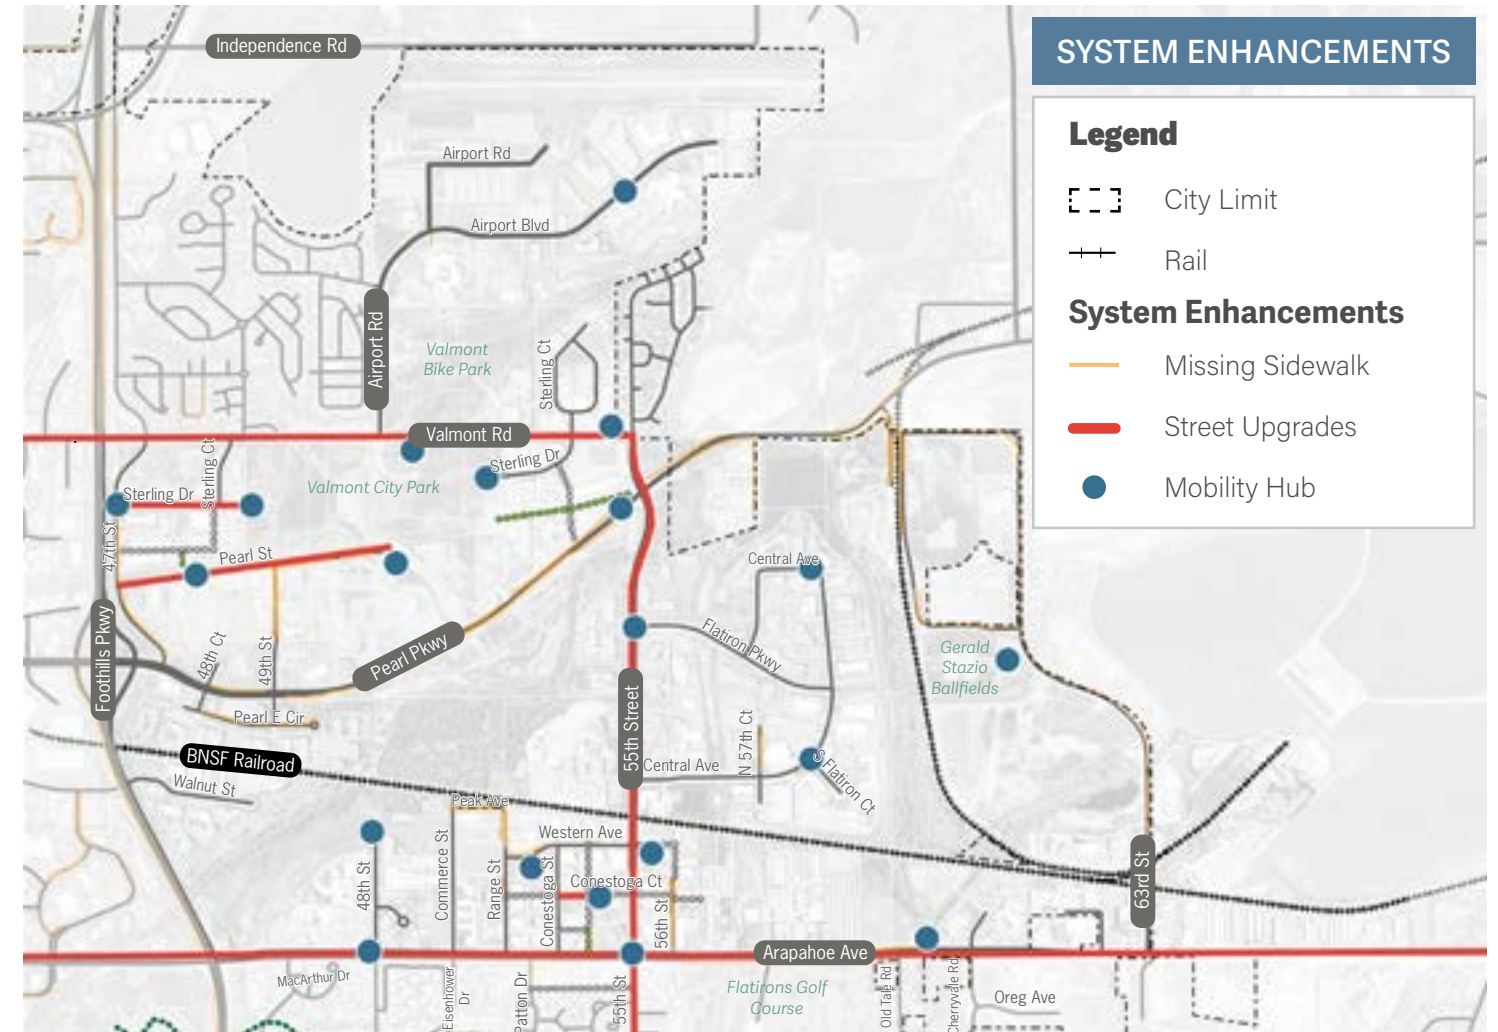 SYSTEM ENHANCEMENTS
Legend
City Limit
Rail
System Enhancements
Missing Sidewalk
Street Upgrades
Mobility Hub
Independence Rd
Airport Rd
Airport Blvd
Airport Rd
Valmont
Bike Park
Sterling Ct
Valmont Rd
Sterling Ct
Sterling Dr
Valmont City Park
Sterling Dr
47th St
Pearl St
Central Ave
Foothills Pkwy
48th Ct
49th St
Pearl Pkwy
Flatiron Pkwy
Gerald
Stazio
Ballfields
Pearl E Cir
55th Street
N 57th Ct
BNSF Railroad
Central Ave
S Flatiron Ct
Walnut St
Peak Ave
Western Ave
48th St
Commerce St
Range St
Conestoga St
Conestoga Ct
56th St
63rd St
Arapahoe Ave
MacArthur Dr
Eisenhower
Dr
Patton Dr
55th St
Flatirons Golf
Course
Old Tale Rd
Cherryvale Rd
Oreg Ave